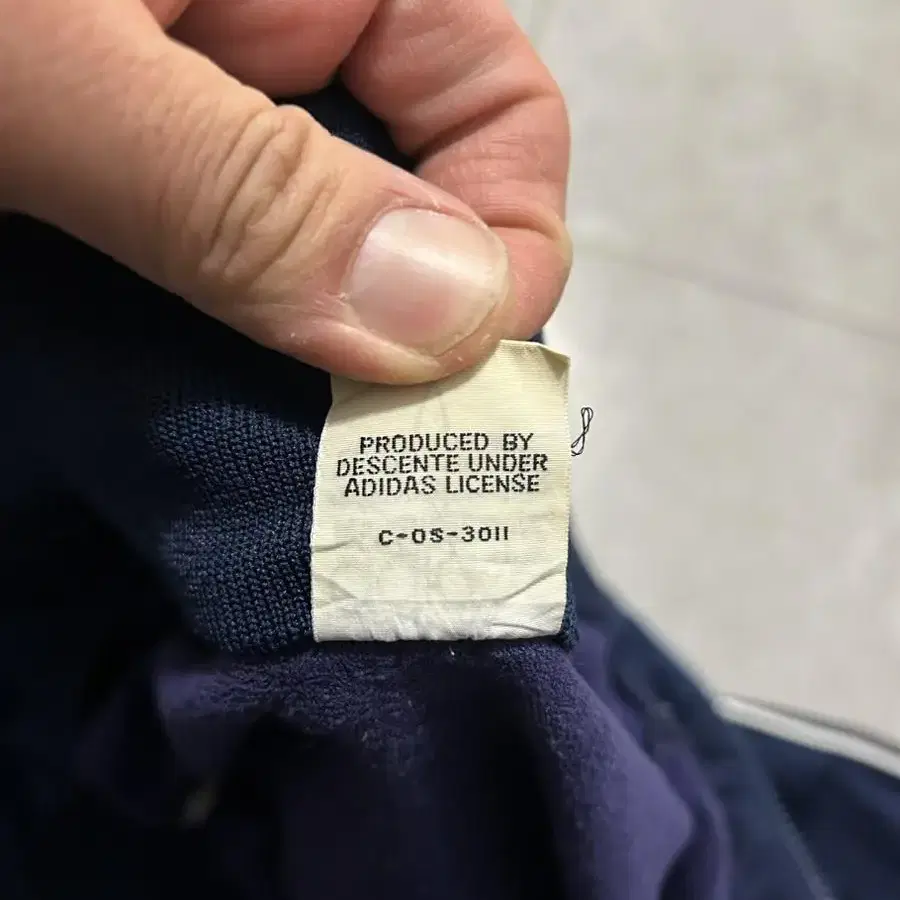 PRODUCED BY
DESCENTE UNDER
ADIDAS LICENSE
C-OS-3011